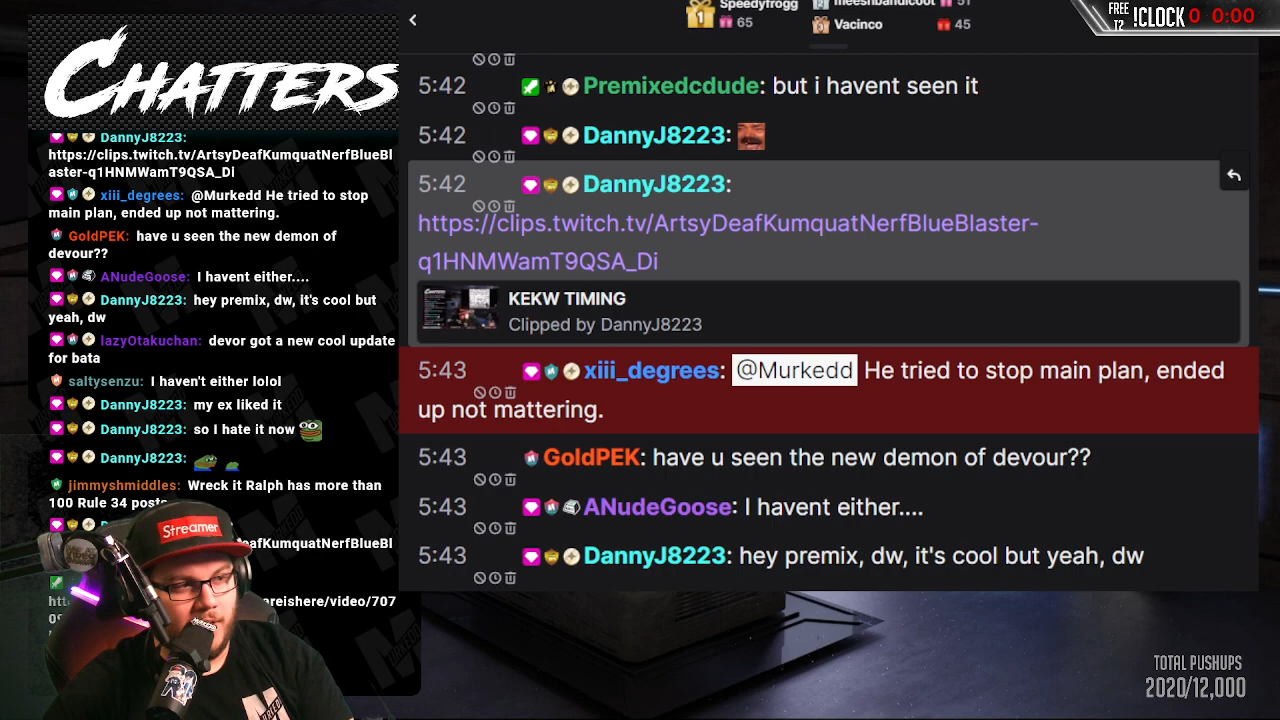 CHATTERS
DannyJ8223:
https://clips.twitch.tv/ArtsyDeafKumquatNerfBlueBl
aster-q1HNMWamT9QSA_Di
xiii_degrees: @Murkedd He tried to stop
main plan, ended up not mattering.
GoldPEK: have u seen the new demon of
devour??
ANudeGoose: I havent either....
DannyJ8223: hey premix, dw, it's cool but
yeah, dw
lazyOtakuchan: devor got a new cool update
for bata
saltysenzu: I haven't either lolol
DannyJ8223: my ex liked it
DannyJ8223: so I hate it now
DannyJ8223:
jimmyshmiddles: Wreck it Ralph has more than
100 Rule 34 posts
eafKumquatNerfBlueBl
areishere/video/707
Streamer
Speedyfrogg
1
65
meeshbandicoot 51
Vacinco 45
FREE
T2
!CLOCK 0 0:00
5:42 Premixedcdude: but i havent seen it
5:42 DannyJ8223:
5:42 DannyJ8223:
https://clips.twitch.tv/ArtsyDeafKumquatNerfBlueBlaster-
q1HNMWamT9QSA_Di
KEKW TIMING
Clipped by DannyJ8223
5:43 xiii_degrees: @Murkedd He tried to stop main plan, ended
up not mattering.
5:43 GoldPEK: have u seen the new demon of devour??
5:43 ANudeGoose: I havent either....
5:43 DannyJ8223: hey premix, dw, it's cool but yeah, dw
TOTAL PUSHUPS
2020/12,000